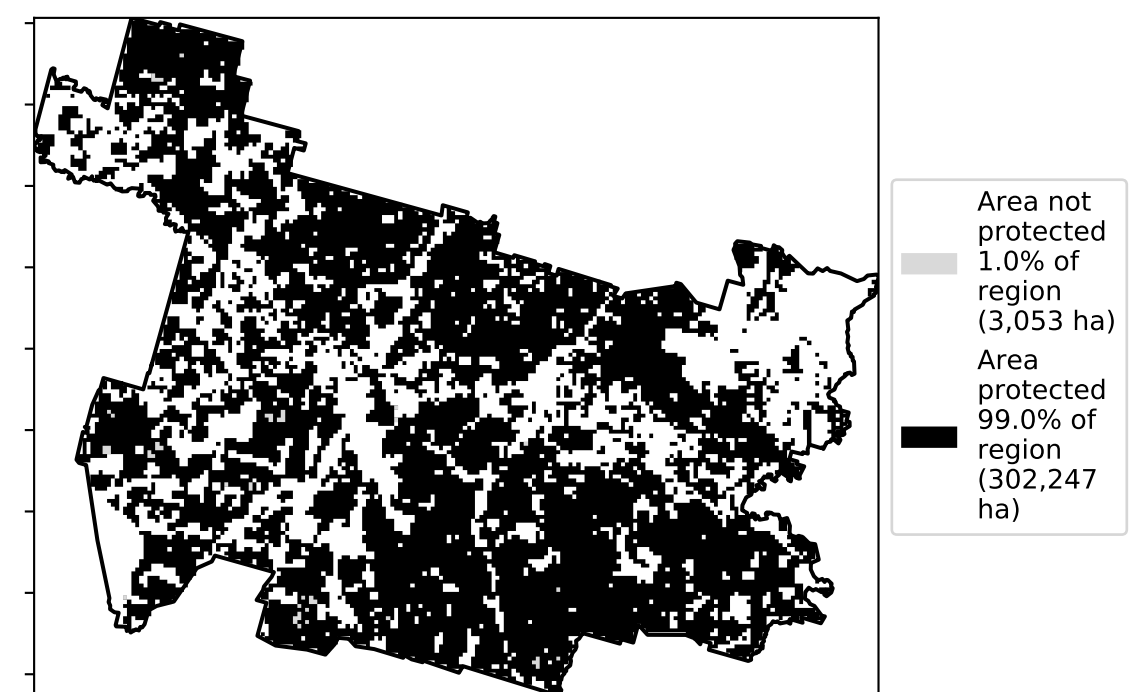 Area not
protected
1.0% of
region
(3,053 ha)
Area
protected
99.0% of
region
(302,247
ha)